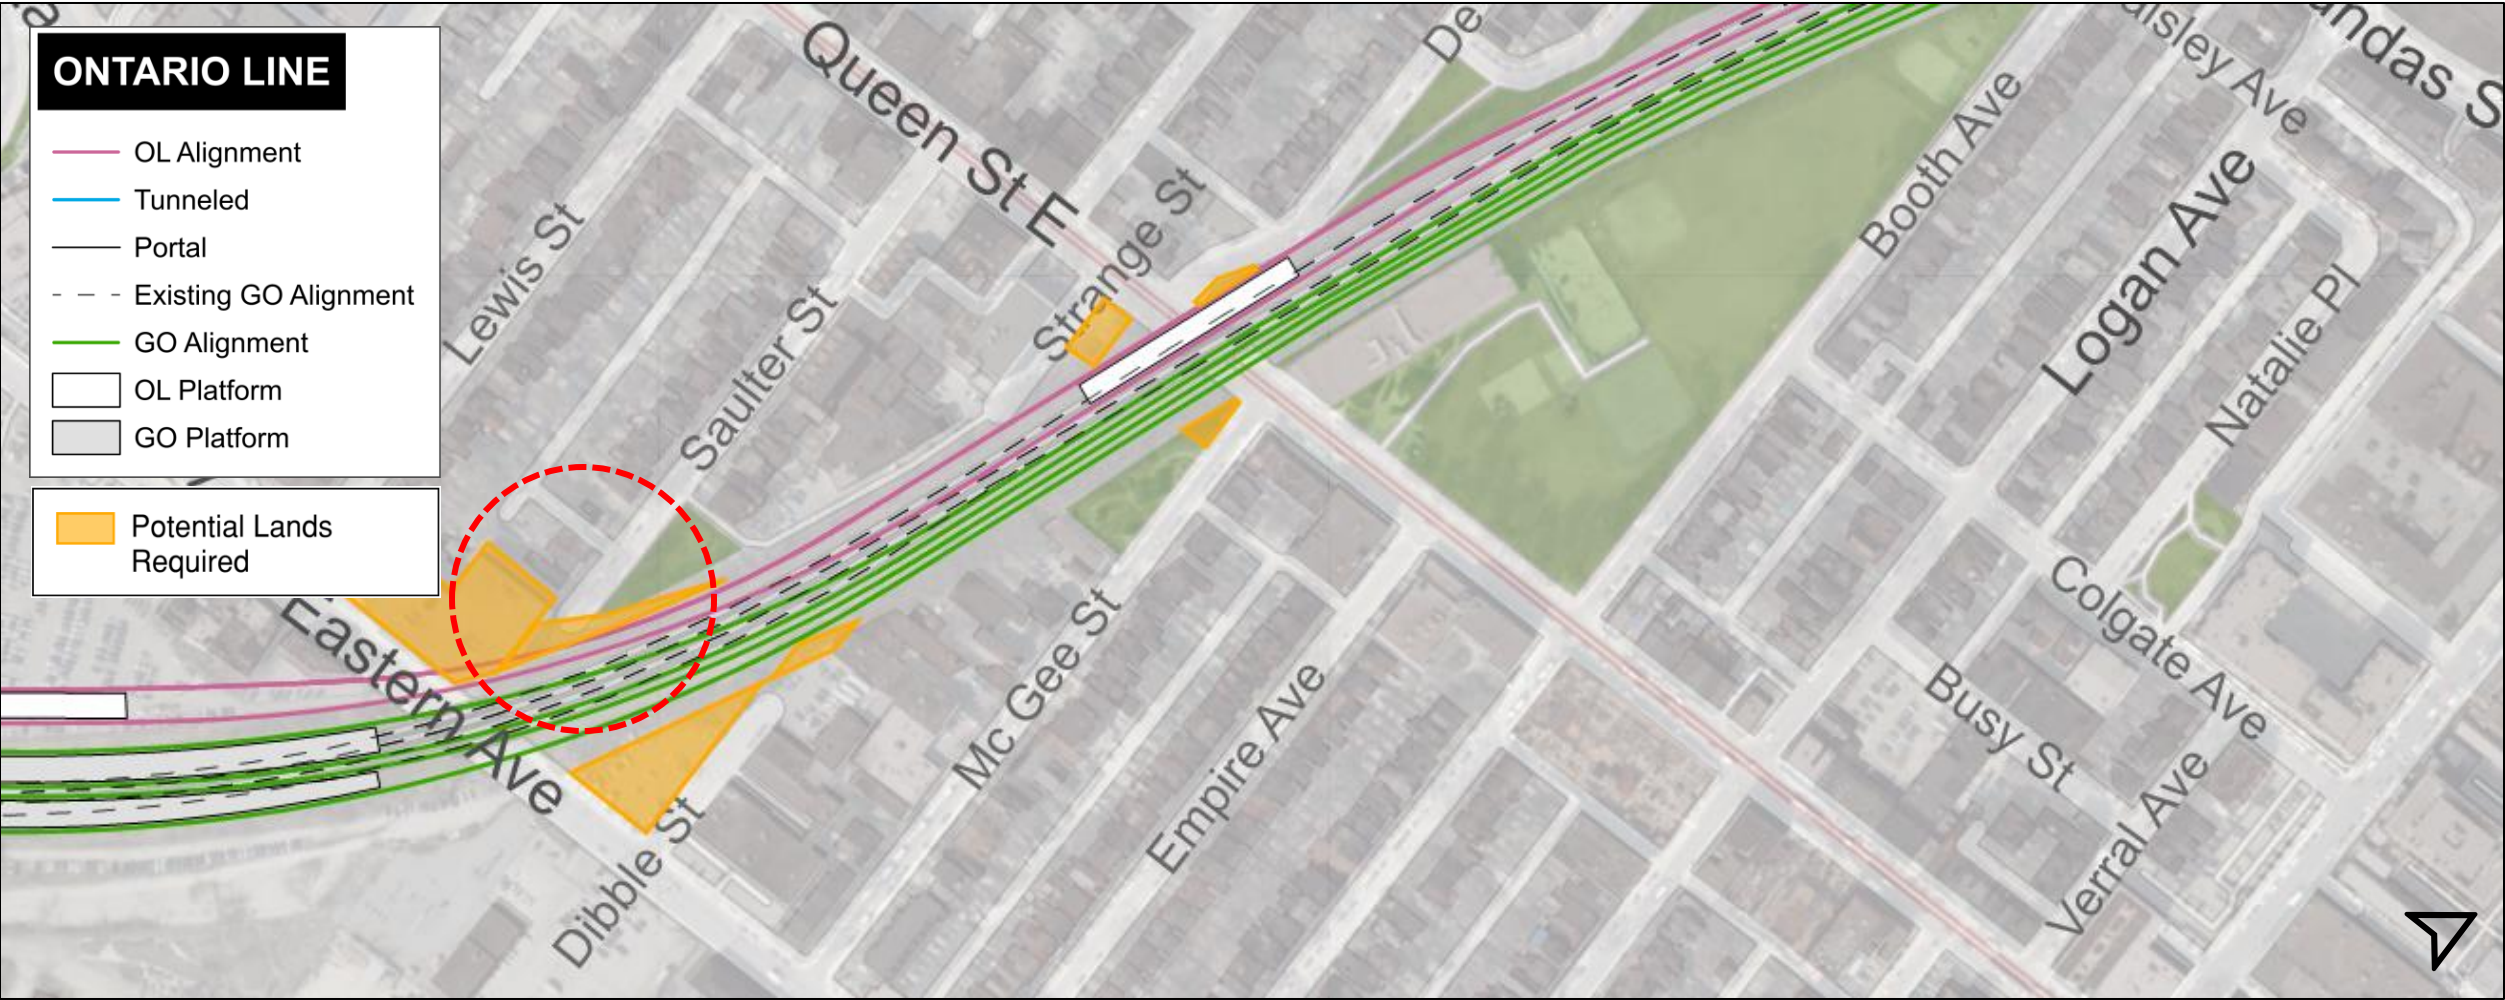 ONTARIO LINE
OL Alignment
Tunneled
Portal
Existing GO Alignment
GO Alignment
OL Platform
GO Platform
Potential Lands
Required
Queen St E
De
Lewis St
Saulter St
Strange St
Booth Ave
Logan Ave
Natalie Pl
Colgate Ave
Busy St
Verral Ave
Mc Gee St
Empire Ave
Eastern Ave
Dibble St